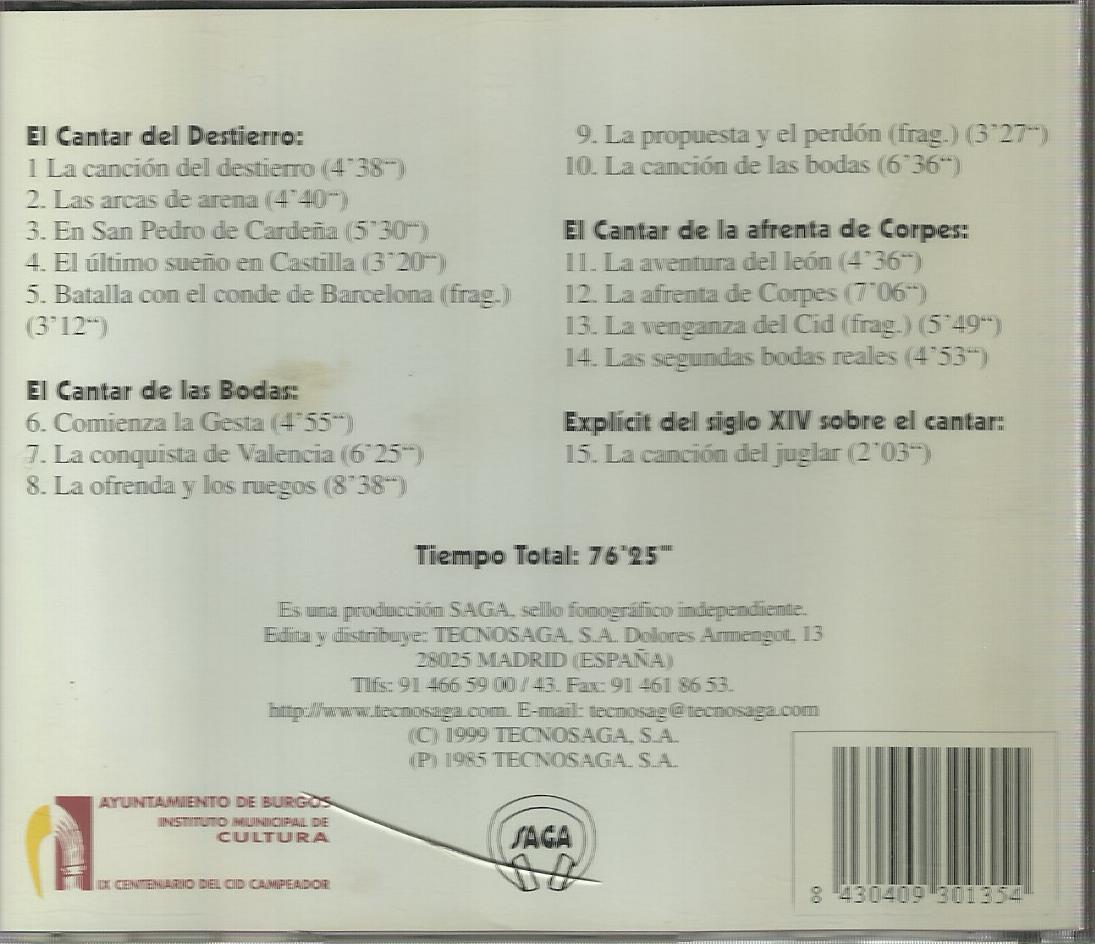 El Cantar del Destierro:
1 La canción del destierro (4'38“)
2. Las arcas de arena (4'40“)
3. En San Pedro de Cardeña (5'30“)
4. El último sueño en Castilla (3'20“)
5. Batalla con el conde de Barcelona (frag.)
(3'12“)
El Cantar de las Bodas:
6. Comienza la Gesta (4'55“)
7. La conquista de Valencia (6'25“)
8. La ofrenda y los ruegos (8'38“)
9. La propuesta y el perdón (frag.) (3'27“)
10. La canción de las bodas (6'36“)
El Cantar de la afrenta de Corpes:
11. La aventura del león (4'36“)
12. La afrenta de Corpes (7'06“)
13. La venganza del Cid (frag.) (5'49“)
14. Las segundas bodas reales (4'53“)
Explícit del siglo XIV sobre el cantar:
15. La canción del juglar (2'03“)
Tiempo Total: 76'25"
Es una producción SAGA, sello fonográfico independiente.
Edita y distribuye: TECNOSAGA, S.A. Dolores Armengot, 13
28025 MADRID (ESPAÑA)
Tlfs: 91 466 59 00 / 43. Fax: 91 461 86 53.
http://www.tecnosaga.com. E-mail: tecnosag@tecnosaga.com
(C) 1999 TECNOSAGA, S.A.
(P) 1985 TECNOSAGA. S.A.
AYUNTAMIENTO DE BURGOS
INSTITUTO MUNICIPAL DE
CULTURA
IX CENTENARIO DEL CID CAMPEADOR
SAGA
8 430409 301354